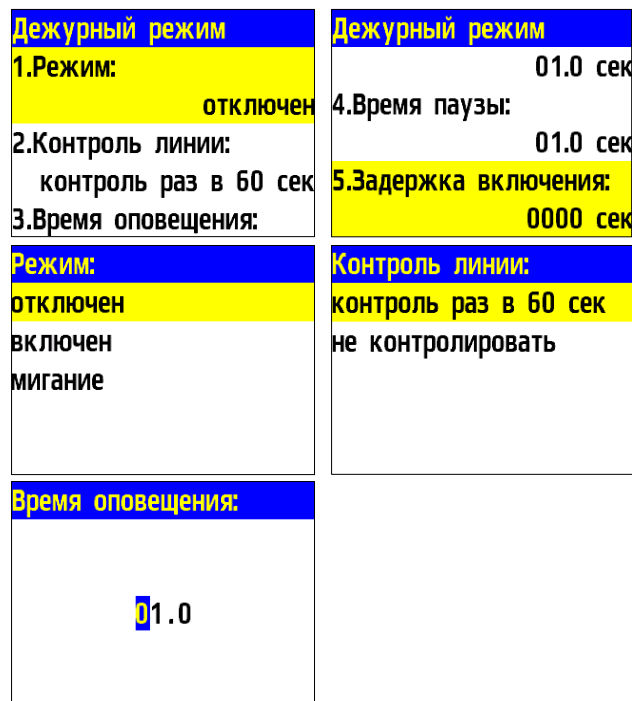 Дежурный режим
1.Режим:
отключен
2.Контроль линии:
контроль раз в 60 сек
3.Время оповещения:
Дежурный режим
01.0 сек
4.Время паузы:
01.0 сек
5.Задержка включения:
0000 сек
Режим:
отключен
включен
мигание
Контроль линии:
контроль раз в 60 сек
не контролировать
Время оповещения:
01.0